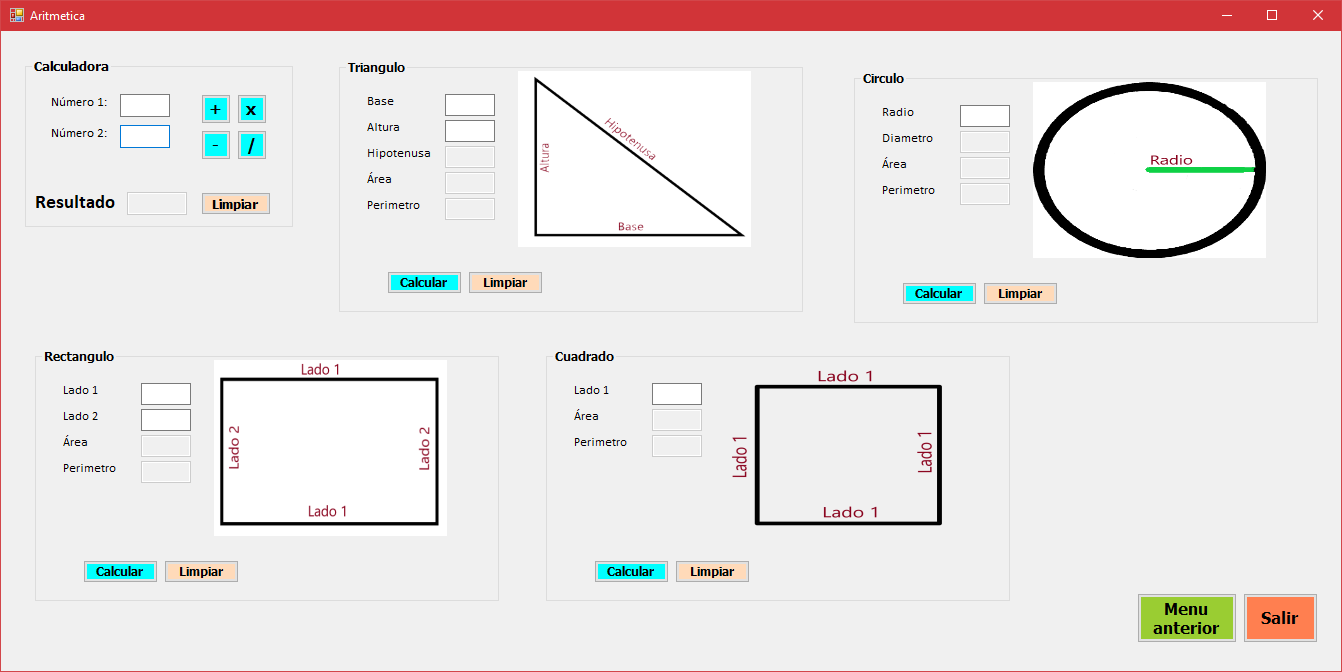 Aritmetica
Calculadora
Número 1:
Número 2:
+
x
-
/
Resultado
Limpiar
Triangulo
Base
Altura
Hipotenusa
Área
Perimetro
Altura
Hipotenusa
Base
Calcular
Limpiar
Circulo
Radio
Diametro
Área
Perimetro
Radio
Calcular
Limpiar
Rectangulo
Lado 1
Lado 2
Área
Perimetro
Lado 1
Lado 2
Lado 2
Lado 1
Calcular
Limpiar
Cuadrado
Lado 1
Área
Perimetro
Lado 1
Lado 1
Lado 1
Lado 1
Calcular
Limpiar
Menu
anterior
Salir